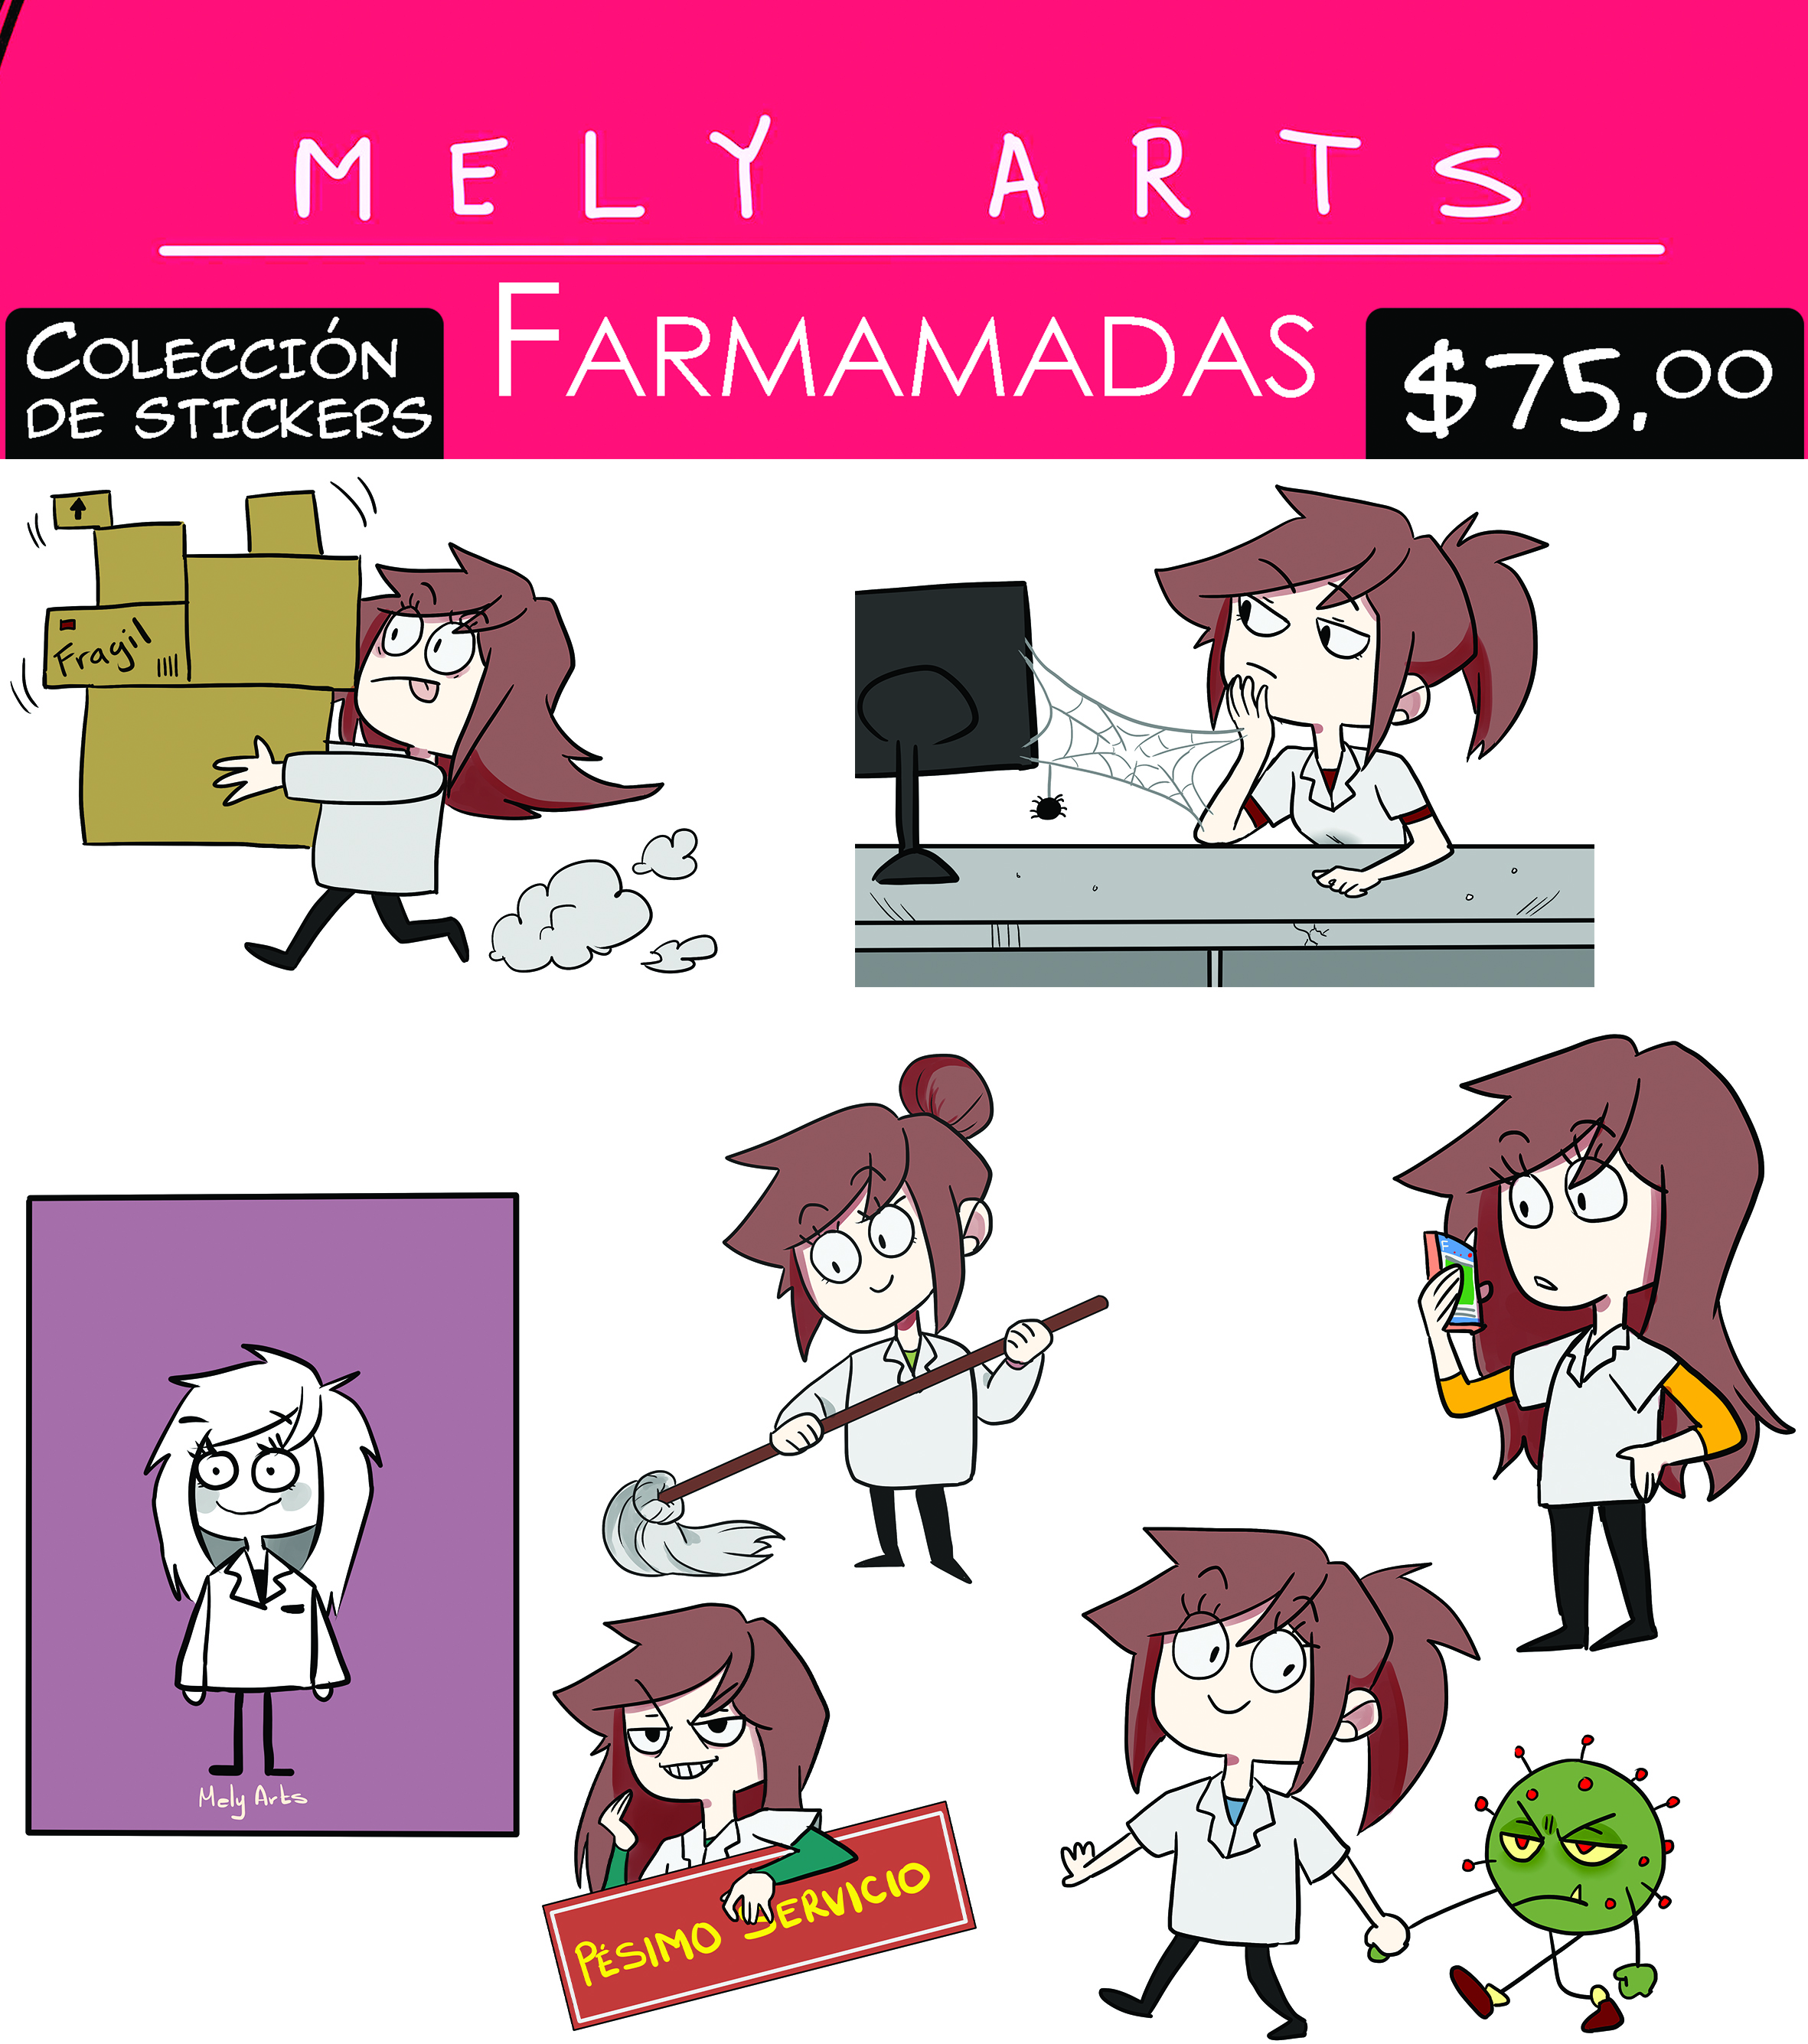 MELY ARTS
FARMAMADAS
COLECCIÓN
DE STICKERS
$75.00
Fragil
F
Mely Arts
PÉSIMO SERVICIO